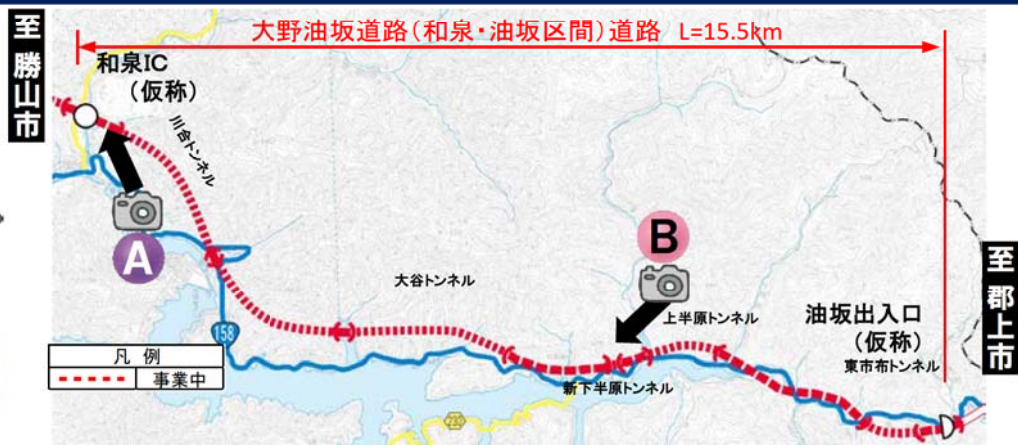 大野油坂道路(和泉・油坂区間)道路 L=15.5km
至 勝山市
和泉IC
(仮称)
川合トンネル
A
B
大谷トンネル
上半原トンネル
油坂出入口
(仮称)
東市布トンネル
至 郡上市
158
凡 例
事業中
新下半原トンネル
230